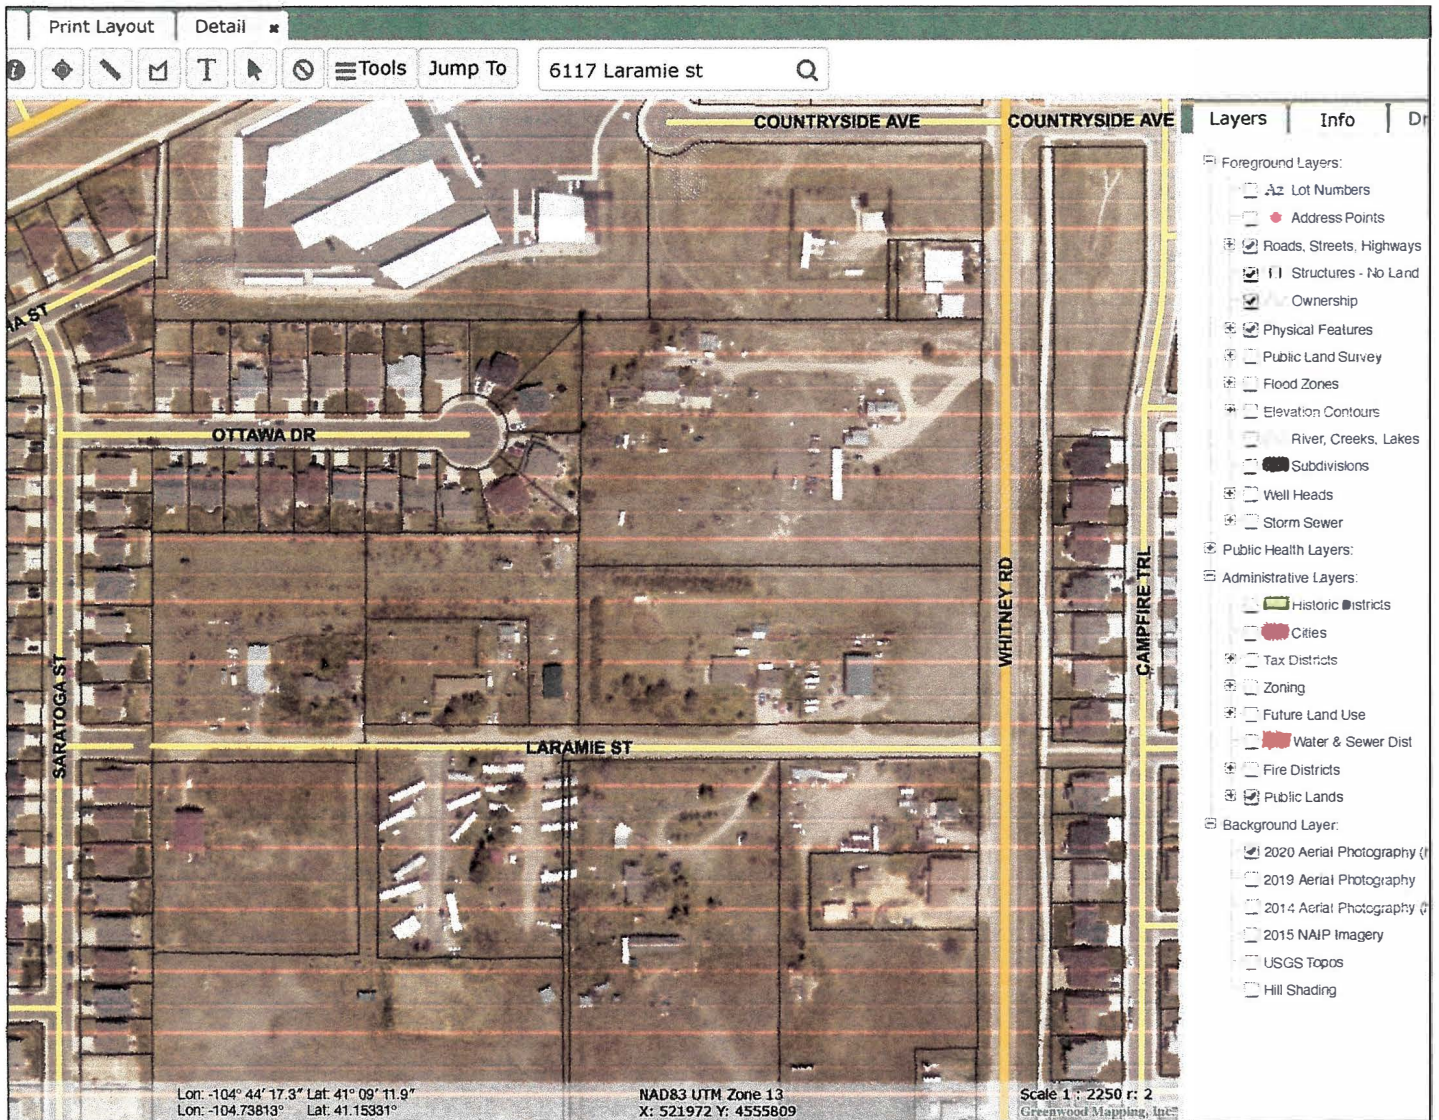 Print Layout
Detail
Tools
Jump To
6117 Laramie st
COUNTRYSIDE AVE
COUNTRYSIDE AVE
OTTAWA DR
WHITNEY RD
CAMPFIRE TRL
SARATOGA ST
LARAMIE ST
Lon: -104° 44' 17.3" Lat: 41° 09' 11.9"
Lon: -104.73813° Lat: 41.15331°
NAD83 UTM Zone 13
X: 521972 Y: 4555809
Scale 1 : 2250 r: 2
Greenwood Mapping, Inc
Layers
Info
Foreground Layers:
Az Lot Numbers
Address Points
Roads, Streets, Highways
Structures - No Land
Ownership
Physical Features
Public Land Survey
Flood Zones
Elevation Contours
River, Creeks, Lakes
Subdivisions
Well Heads
Storm Sewer
Public Health Layers:
Administrative Layers:
Historic Districts
Cities
Tax Districts
Zoning
Future Land Use
Water & Sewer Dist
Fire Districts
Public Lands
Background Layer:
2020 Aerial Photography
2019 Aerial Photography
2014 Aerial Photography
2015 NAIP Imagery
USGS Topos
Hill Shading